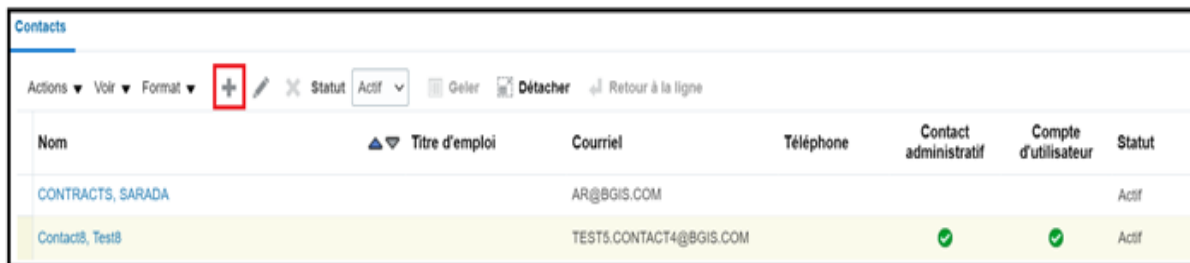 Contacts
Actions Voir Format Statut Actif Geler Détacher Retour à la ligne
Nom Titre d'emploi Courriel Téléphone Contact administratif Compte d'utilisateur Statut
CONTRACTS, SARADA AR@BGIS.COM Actif
Contact8, Test8 TEST5.CONTACT4@BGIS.COM Actif